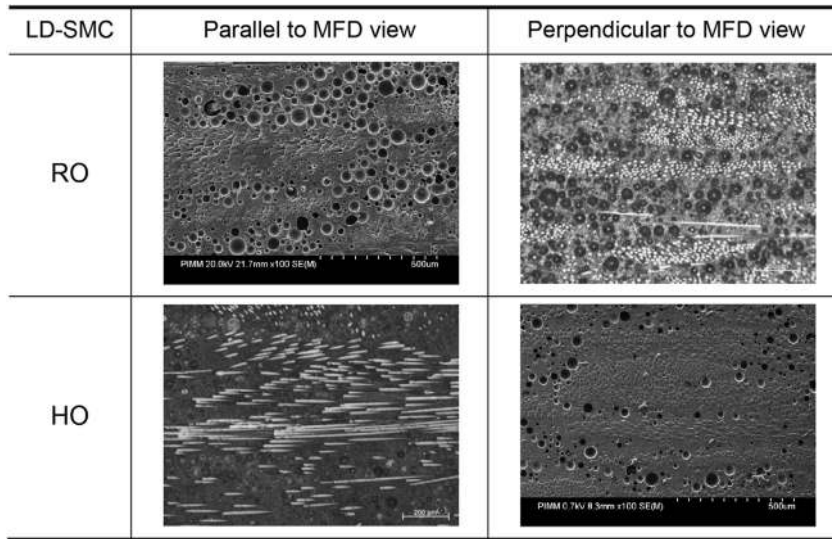 LD-SMC Parallel to MFD view Perpendicular to MFD view
RO
PIMM 20.0kV 21.7mm x100 SE(M) 500um
HO
200 µm
PIMM 0.7kV 8.3mm x100 SE(M) 500um